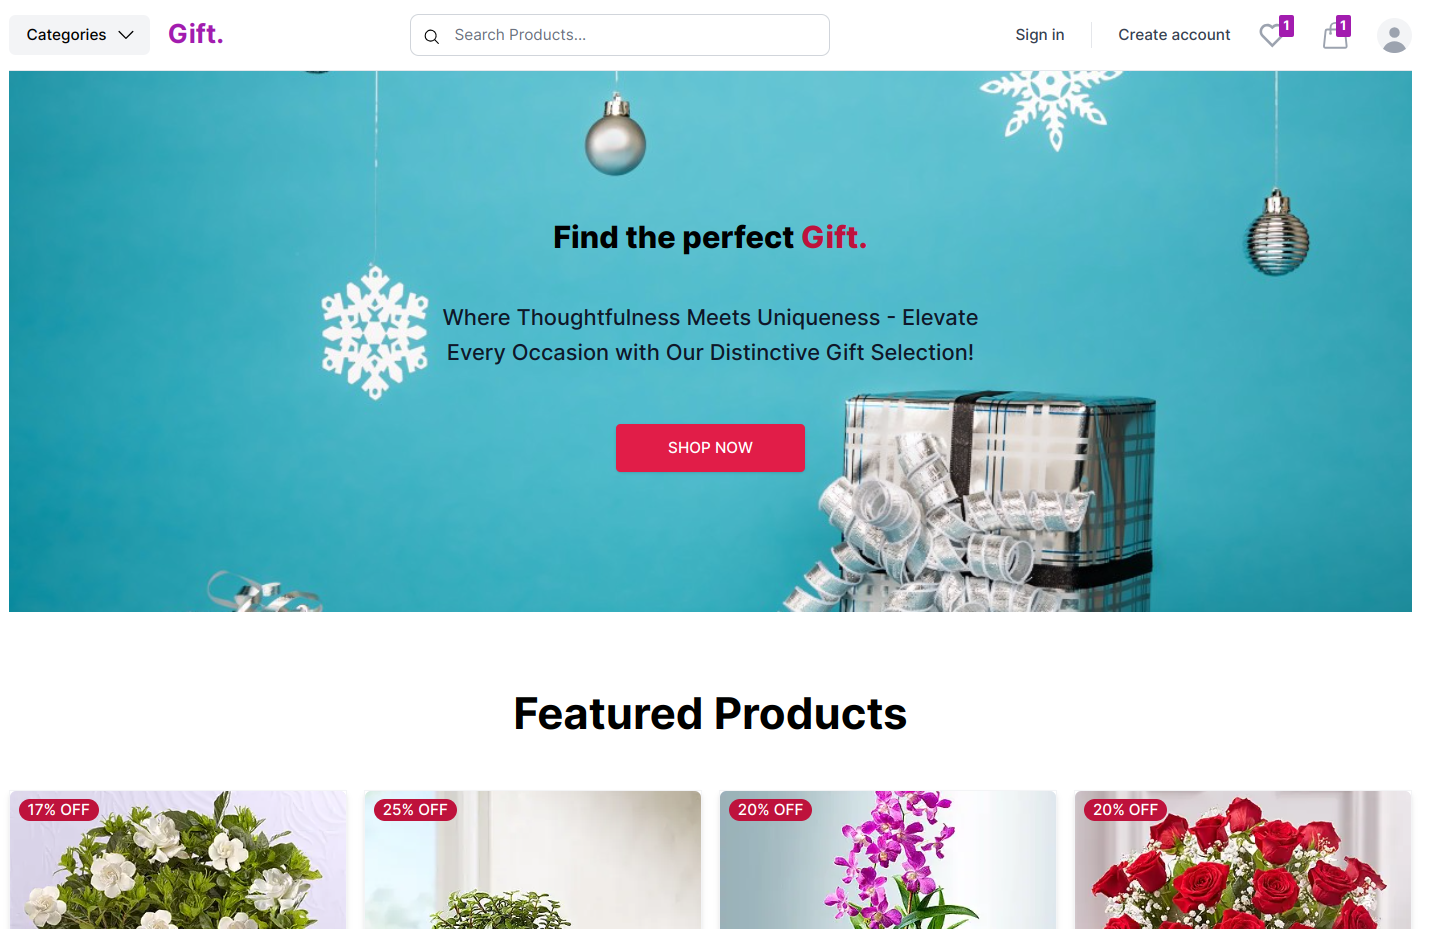 Categories
Gift.
Search Products...
Sign in
Create account
1
1
Find the perfect Gift.
Where Thoughtfulness Meets Uniqueness - Elevate
Every Occasion with Our Distinctive Gift Selection!
SHOP NOW
Featured Products
17% OFF
25% OFF
20% OFF
20% OFF